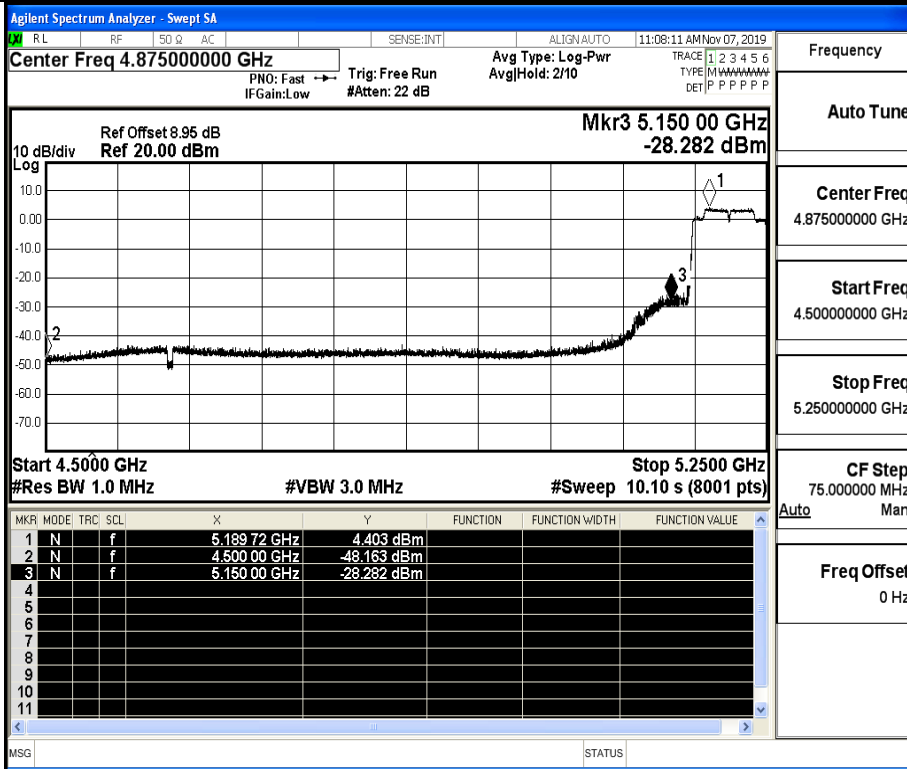 Agilent Spectrum Analyzer - Swept SA
LXI RL RF 50 Ω AC SENSE:INT ALIGN AUTO 11:08:11 AM Nov 07, 2019
Center Freq 4.875000000 GHz
PNO: Fast
IFGain:Low
Trig: Free Run
#Atten: 22 dB
Avg Type: Log-Pwr
Avg|Hold: 2/10
TRACE 1 2 3 4 5 6
TYPE M WWWWW
DET P P P P P P
Mkr3 5.150 00 GHz
-28.282 dBm
Ref Offset 8.95 dB
10 dB/div Ref 20.00 dBm
Log
10.0
0.00
-10.0
-20.0
-30.0
-40.0
-50.0
-60.0
-70.0
1
2
3
Start 4.5000 GHz Stop 5.2500 GHz
#Res BW 1.0 MHz #VBW 3.0 MHz #Sweep 10.10 s (8001 pts)
MKR MODE TRC SCL X Y FUNCTION FUNCTION WIDTH FUNCTION VALUE
1 N f 5.189 72 GHz 4.403 dBm
2 N f 4.500 00 GHz -48.163 dBm
3 N f 5.150 00 GHz -28.282 dBm
4
5
6
7
8
9
10
11
MSG STATUS
Frequency
Auto Tune
Center Freq
4.875000000 GHz
Start Freq
4.500000000 GHz
Stop Freq
5.250000000 GHz
CF Step
75.000000 MHz
Auto Man
Freq Offset
0 Hz